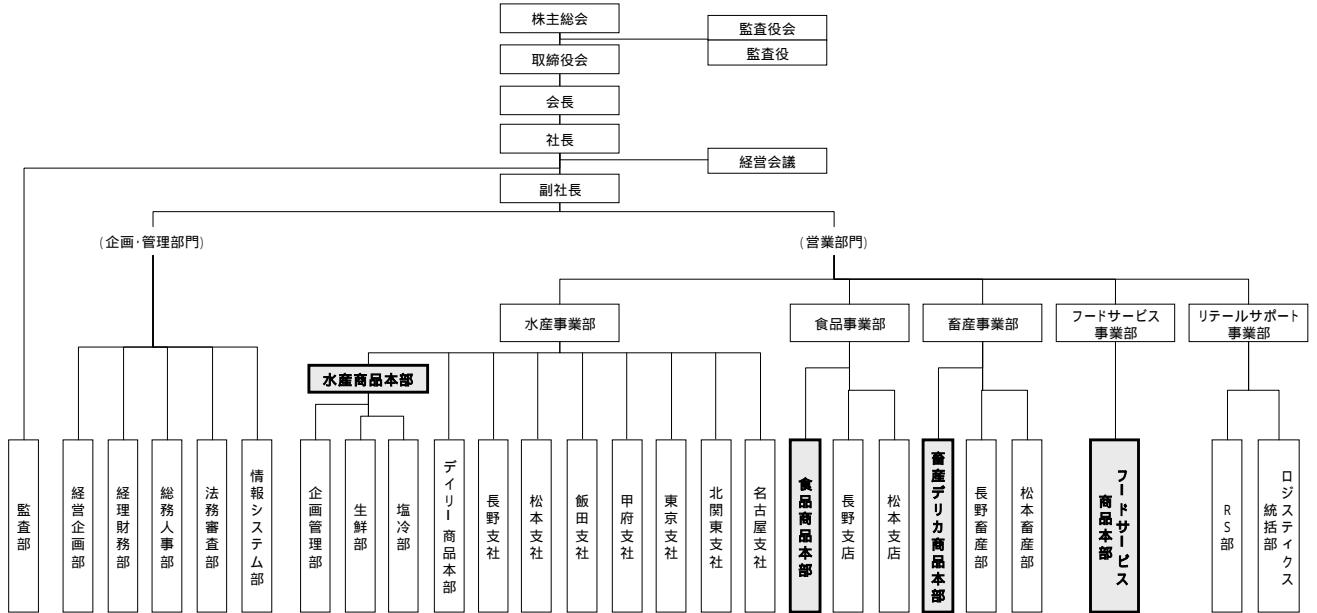 株主総会
監査役会
監査役
取締役会
会長
社長
経営会議
副社長
(企画・管理部門)
(営業部門)
水産事業部
食品事業部
畜産事業部
フードサービス
事業部
リテールサポート
事業部
水産商品本部
監査部
経営企画部
経理財務部
総務人事部
法務審査部
情報システム部
企画管理部
生鮮部
塩冷部
デイリー商品本部
長野支社
松本支社
飯田支社
甲府支社
東京支社
北関東支社
名古屋支社
食品商品本部
長野支店
松本支店
畜産デリカ商品本部
長野畜産部
松本畜産部
フードサービス
商品本部
RS部
ロジスティクス
統括部